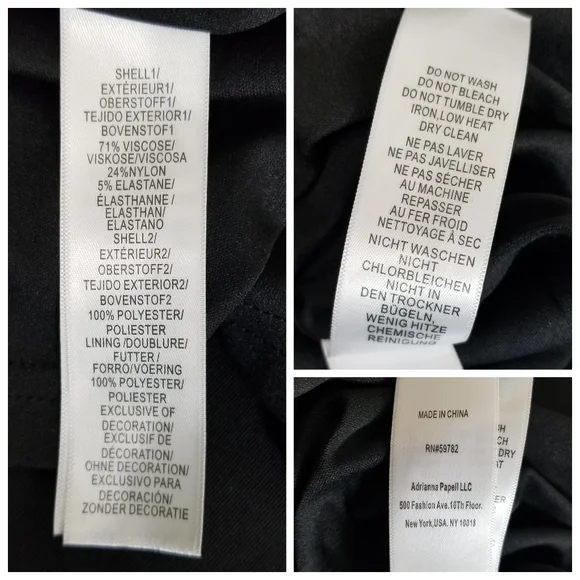 SHELL1/
EXTÉRIEUR1/
OBERSTOFF1/
TEJIDO EXTERIOR1/
BOVENSTOF1
71% VISCOSE/
VISKOSE/VISCOSA
24%NYLON
5% ELASTANE/
ÉLASTHANNE /
ELASTHAN/
ELASTANO
SHELL2/
EXTÉRIEUR2/
OBERSTOFF2/
TEJIDO EXTERIOR2/
BOVENSTOF2
100% POLYESTER/
POLIESTER
LINING/DOUBLURE/
FUTTER /
FORRO/VOERING
100% POLYESTER/
POLIESTER
EXCLUSIVE OF
DECORATION/
EXCLUSIF DE
DÉCORATION/
OHNE DECORATION/
EXCLUSIVO PARA
DECORACIÓN/
ZONDER DECORATIE
DO NOT WASH
DO NOT BLEACH
DO NOT TUMBLE DRY
IRON,LOW HEAT
DRY CLEAN
NE PAS LAVER
NE PAS JAVELLISER
NE PAS SÉCHER
AU MACHINE
REPASSER
AU FER FROID
NETTOYAGE À SEC
NICHT WASCHEN
NICHT
CHLORBLEICHEN
NICHT IN
DEN TROCKNER
BÜGELN,
WENIG HITZE
CHEMISCHE
REINIGUNG
MADE IN CHINA
RN#59782
Adrianna Papell LLC
500 Fashion Ave.10Th Floor.
New York,USA. NY 10018
SH
CH
DRY
AT
ER